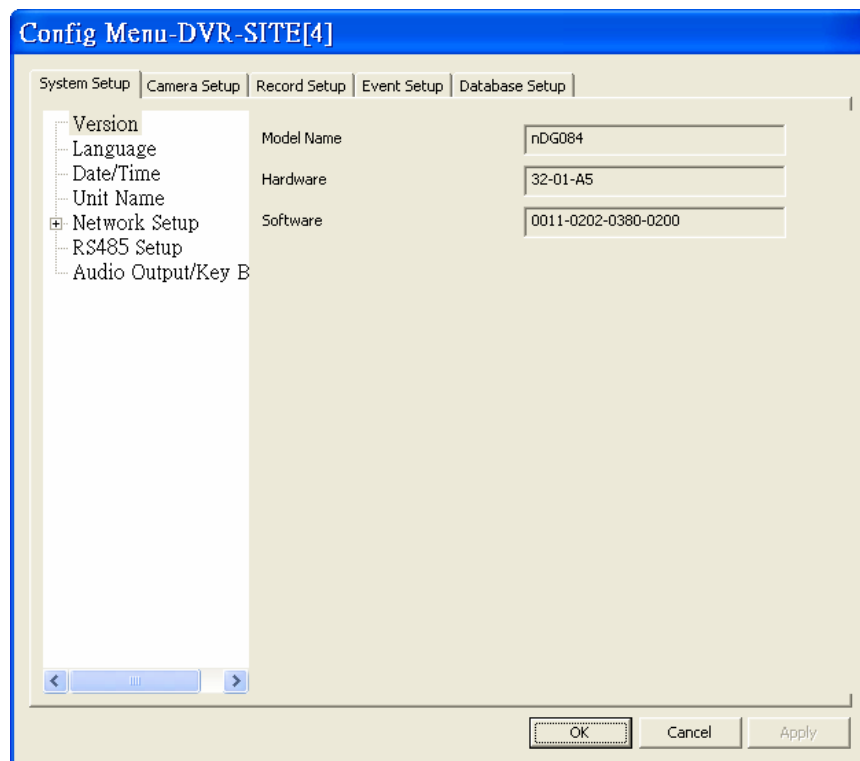 Config Menu-DVR-SITE[4]
System Setup Camera Setup Record Setup Event Setup Database Setup
Version
Language
Date/Time
Unit Name
Network Setup
RS485 Setup
Audio Output/Key B
Model Name nDG084
Hardware 32-01-A5
Software 0011-0202-0380-0200
OK Cancel Apply